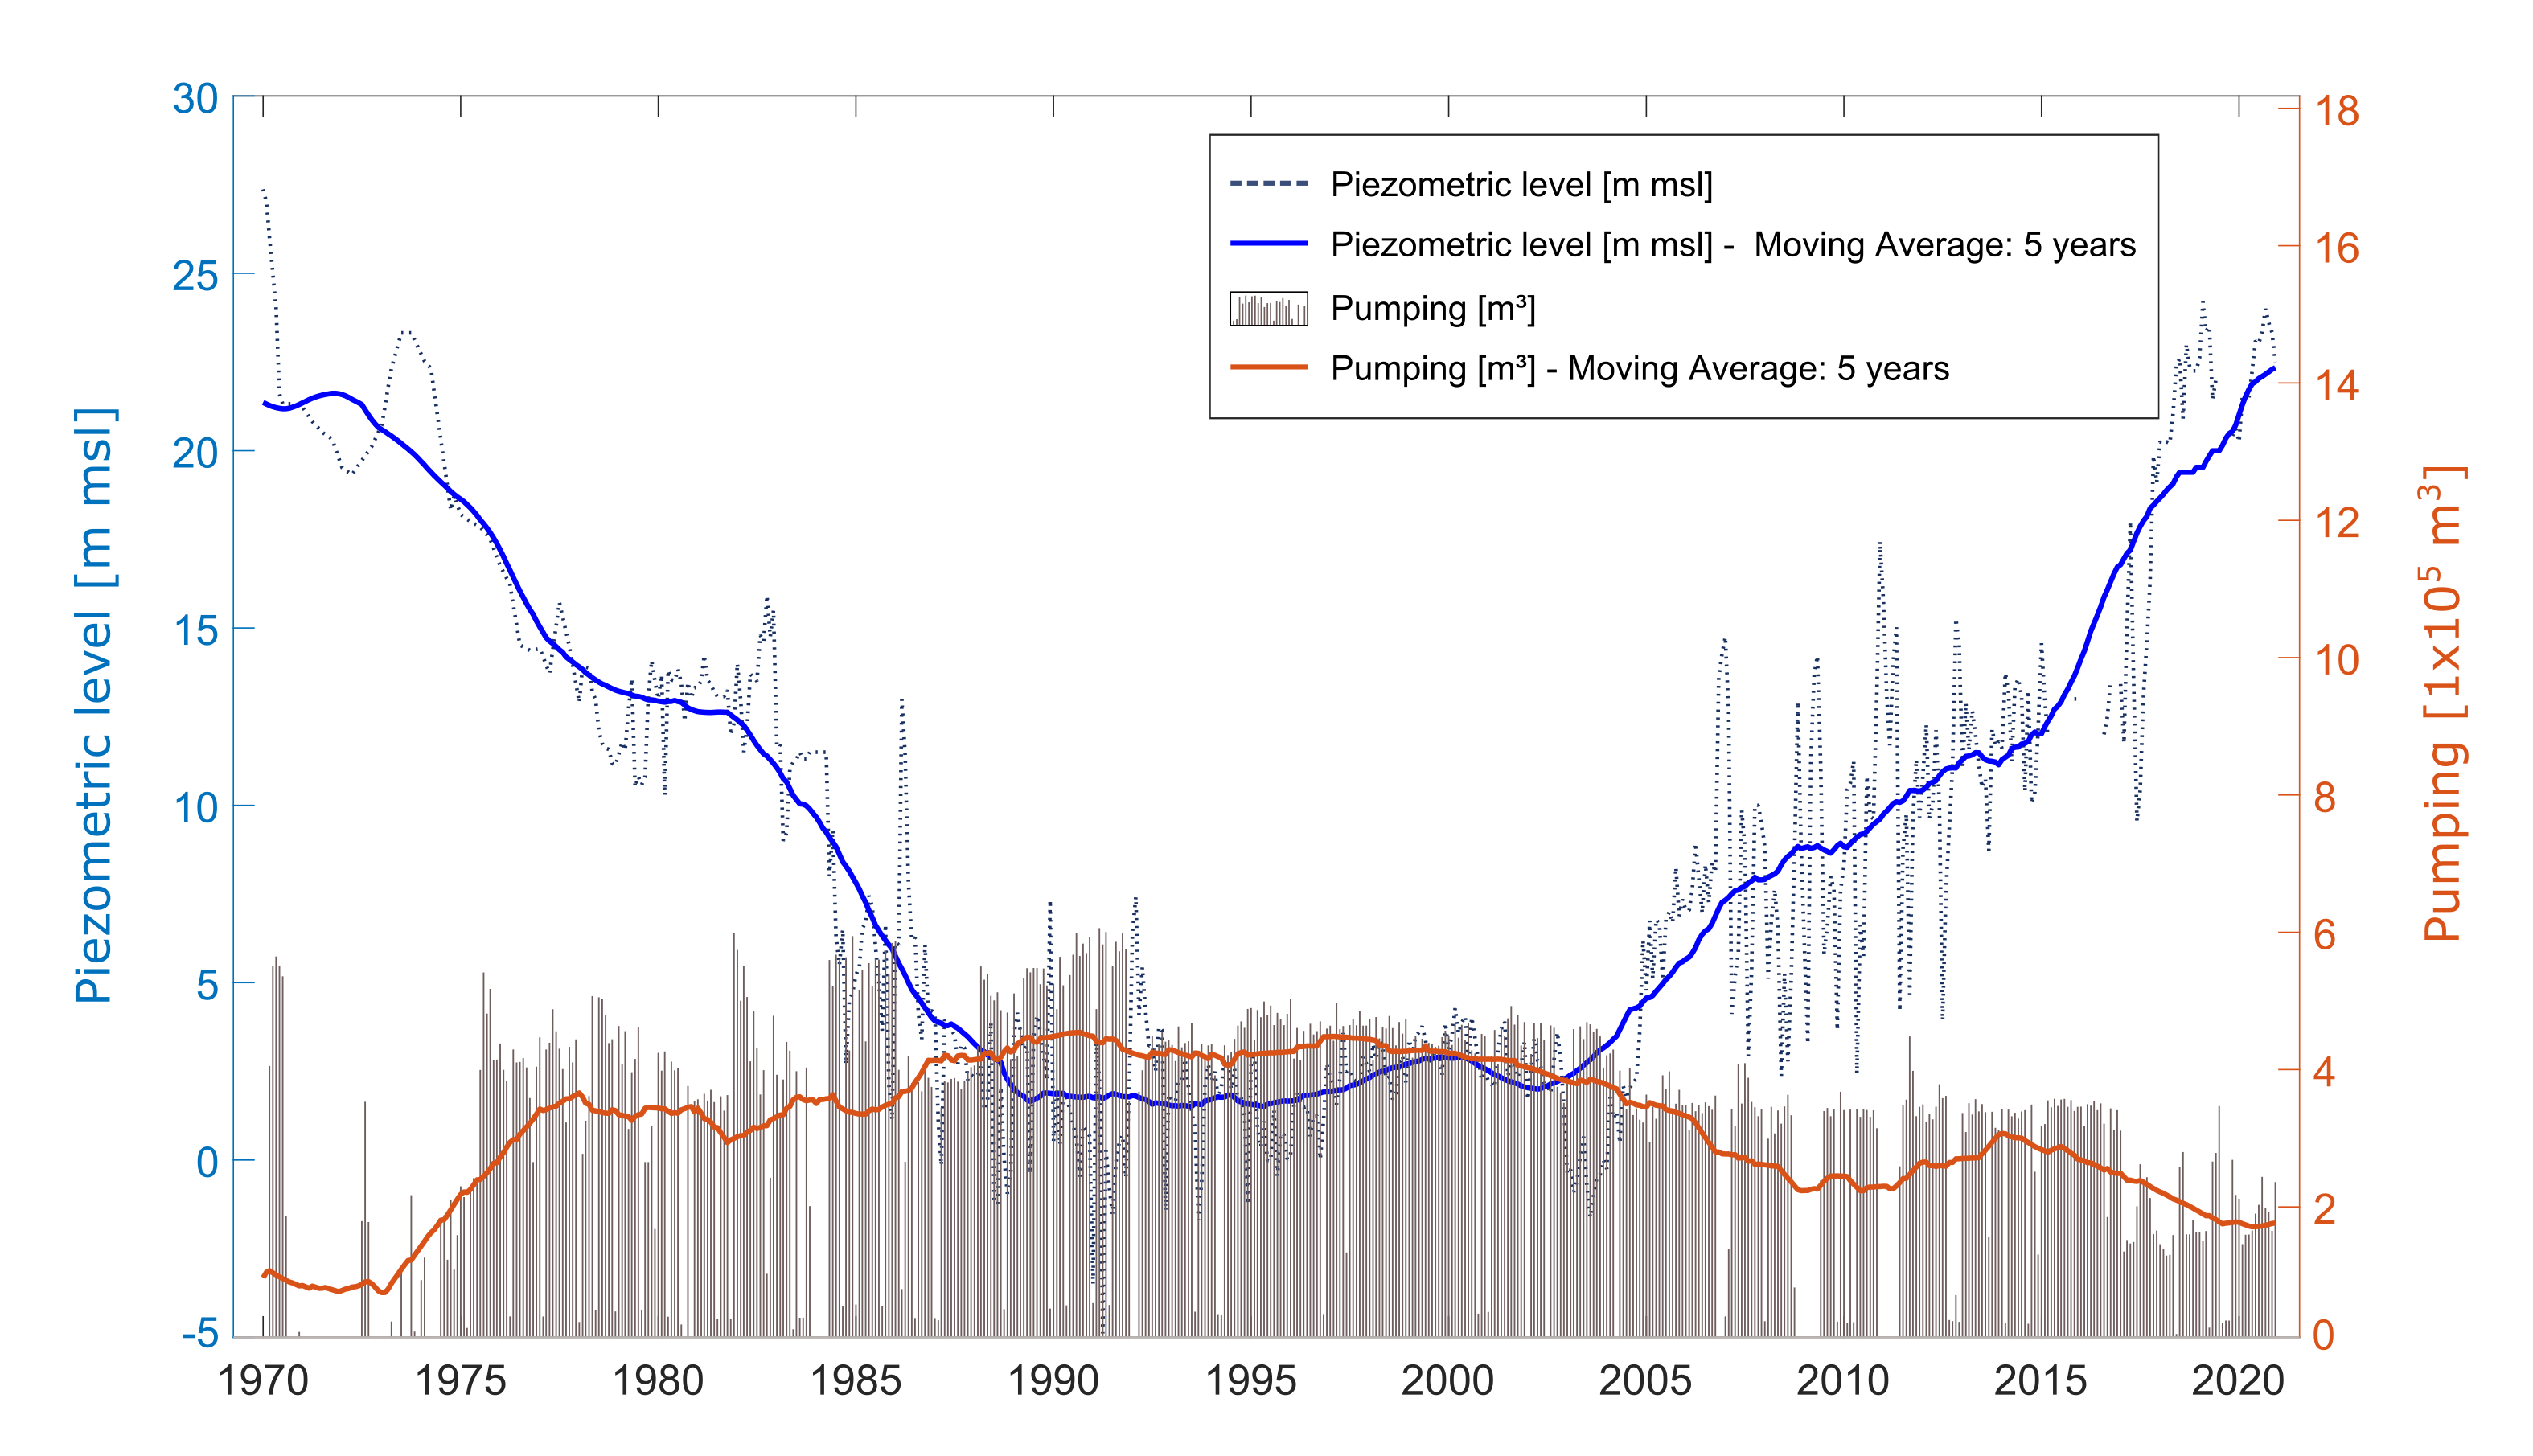 30
25
20
15
10
5
0
-5
Piezometric level [m msl]
Piezometric level [m msl]
Piezometric level [m msl] -  Moving Average: 5 years
Pumping [m³]
Pumping [m³] - Moving Average: 5 years
18
16
14
12
10
8
6
4
2
0
Pumping [1x10⁵ m³]
1970 1975 1980 1985 1990 1995 2000 2005 2010 2015 2020